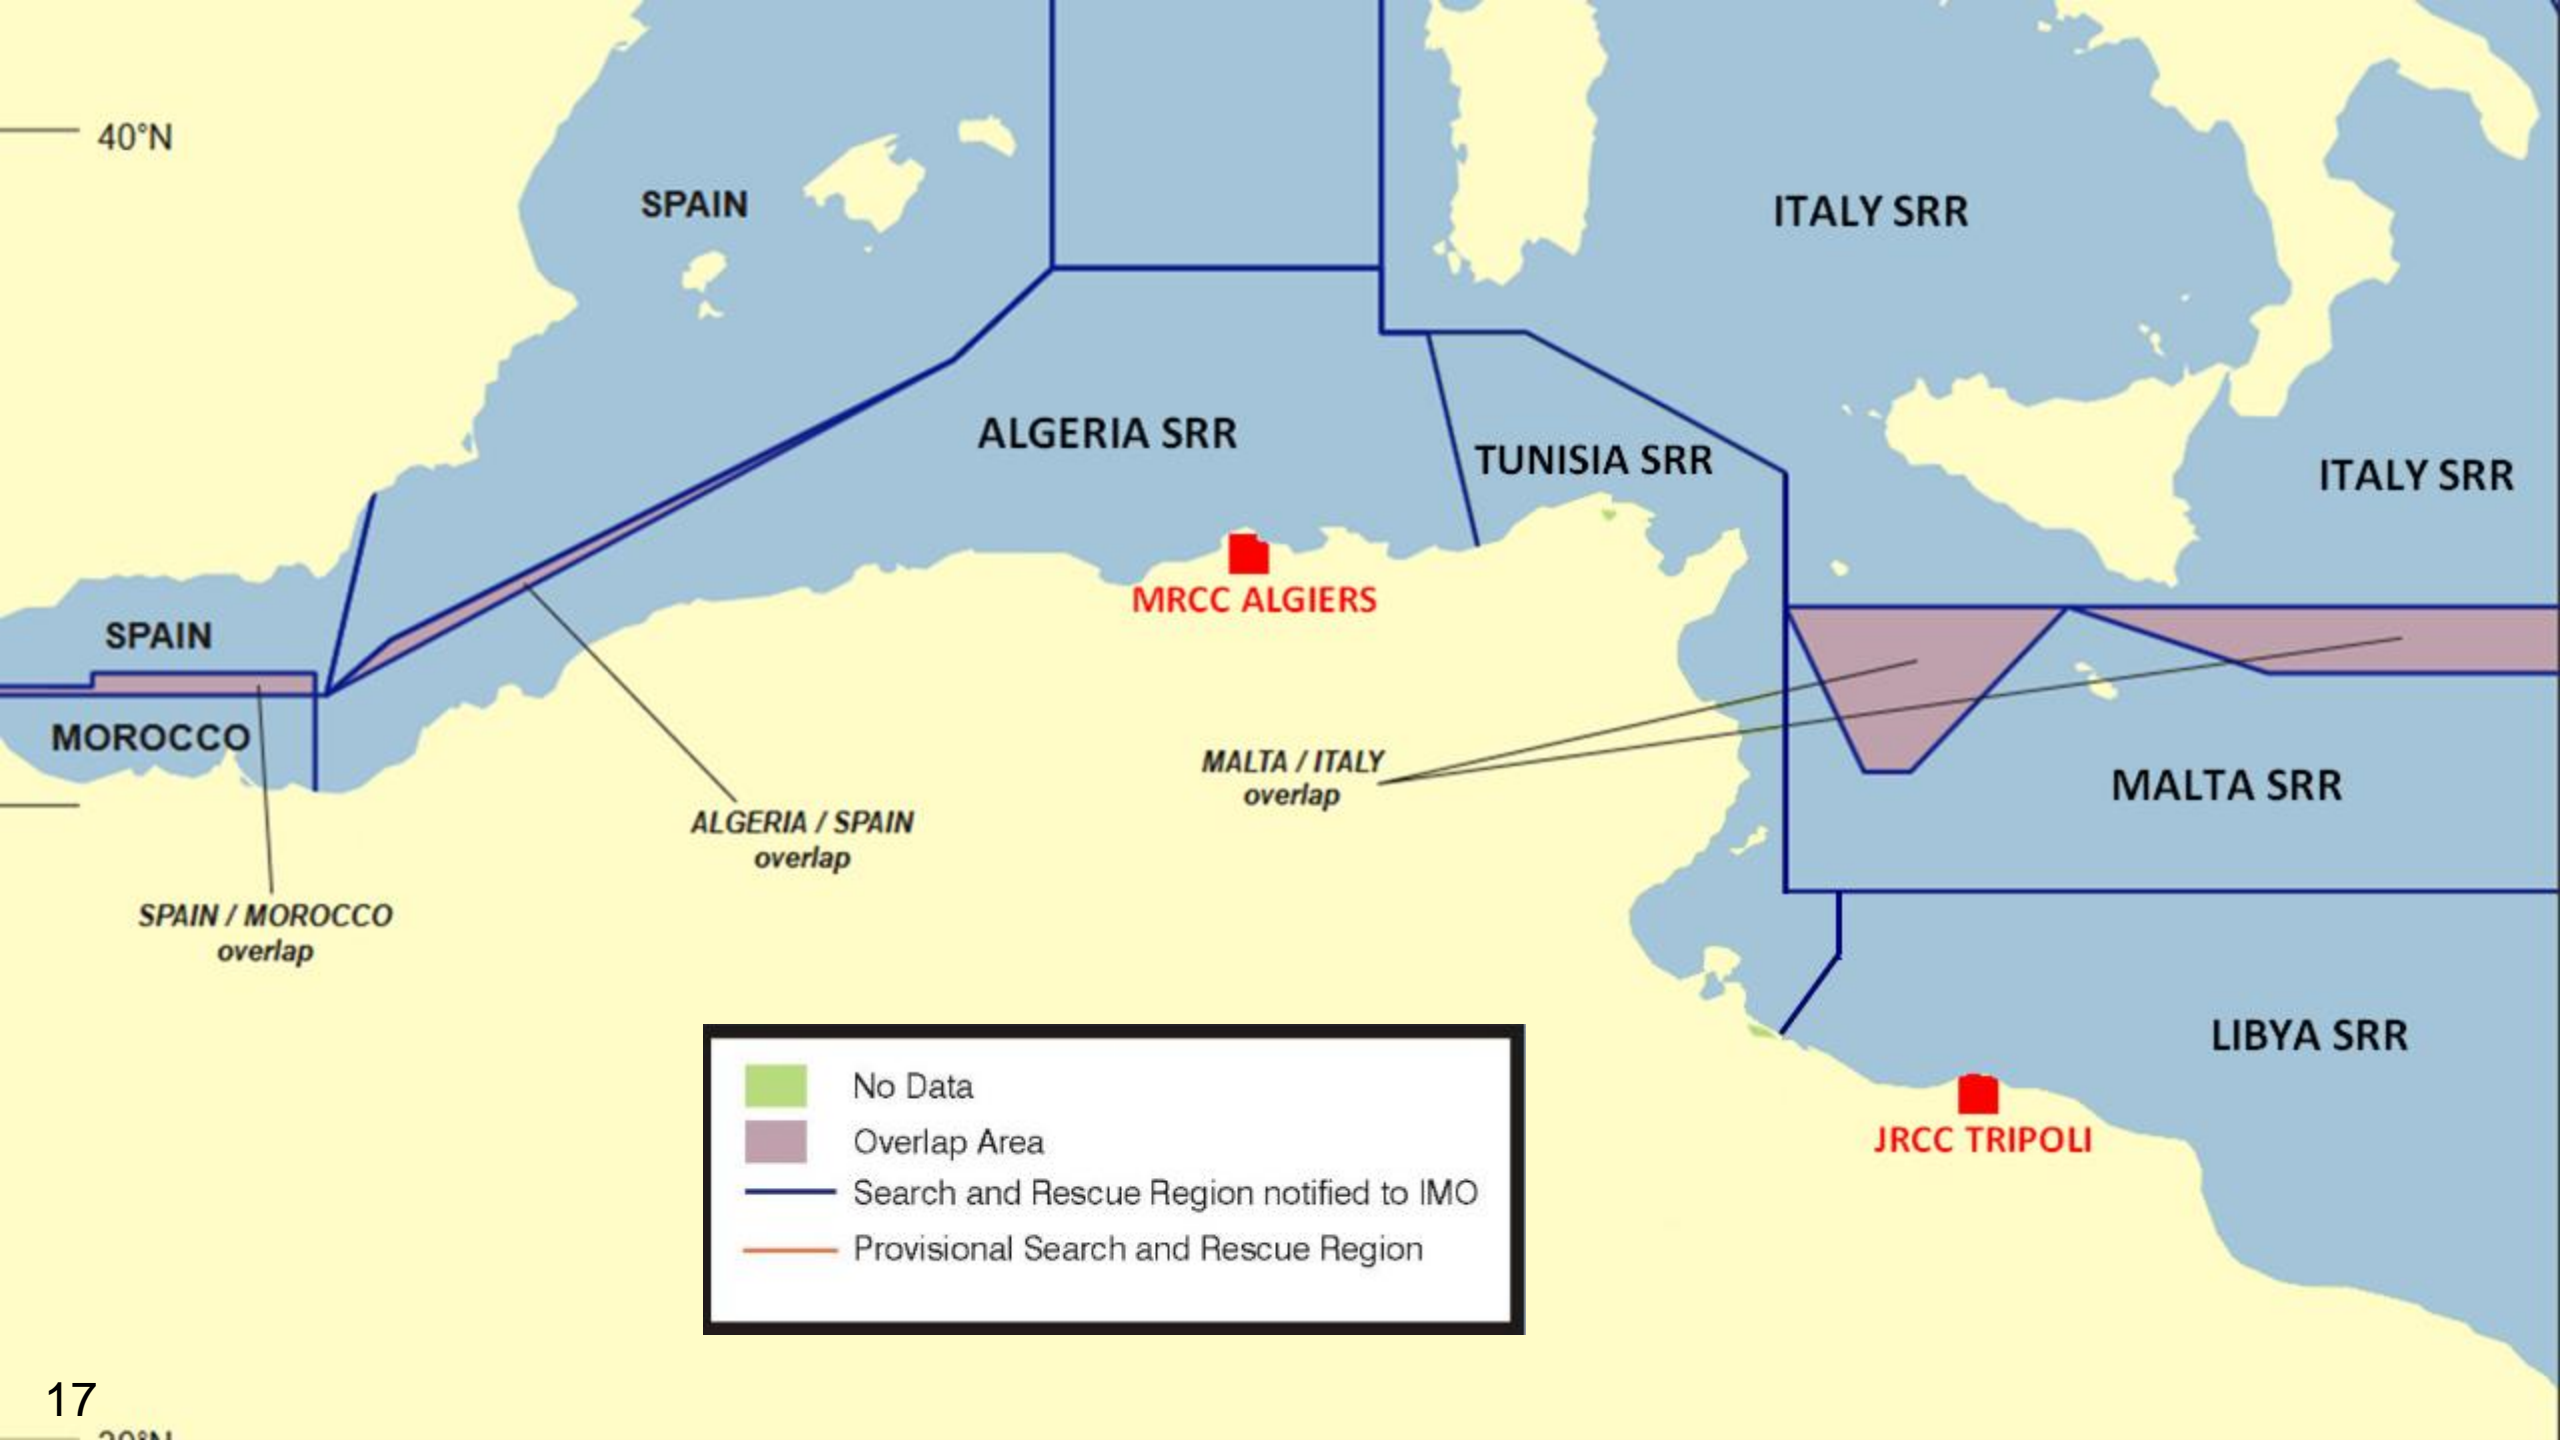 40°N
SPAIN
ITALY SRR
ALGERIA SRR
TUNISIA SRR
ITALY SRR
MRCC ALGIERS
SPAIN
MOROCCO
MALTA / ITALY
overlap
MALTA SRR
ALGERIA / SPAIN
overlap
SPAIN / MOROCCO
overlap
LIBYA SRR
JRCC TRIPOLI
No Data
Overlap Area
Search and Rescue Region notified to IMO
Provisional Search and Rescue Region
17